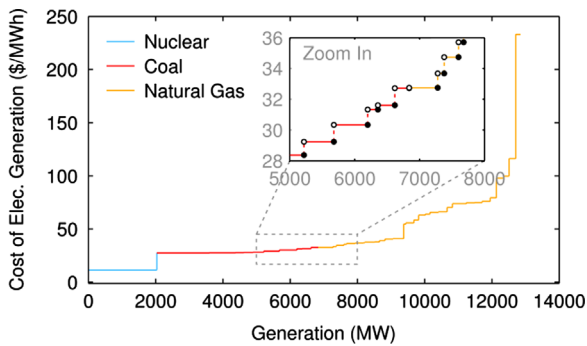 Cost of Elec. Generation ($/MWh)
250
200
150
100
50
0
Nuclear
Coal
Natural Gas
Zoom In
36
34
32
30
28
5000 6000 7000 8000
0 2000 4000 6000 8000 10000 12000 14000
Generation (MW)